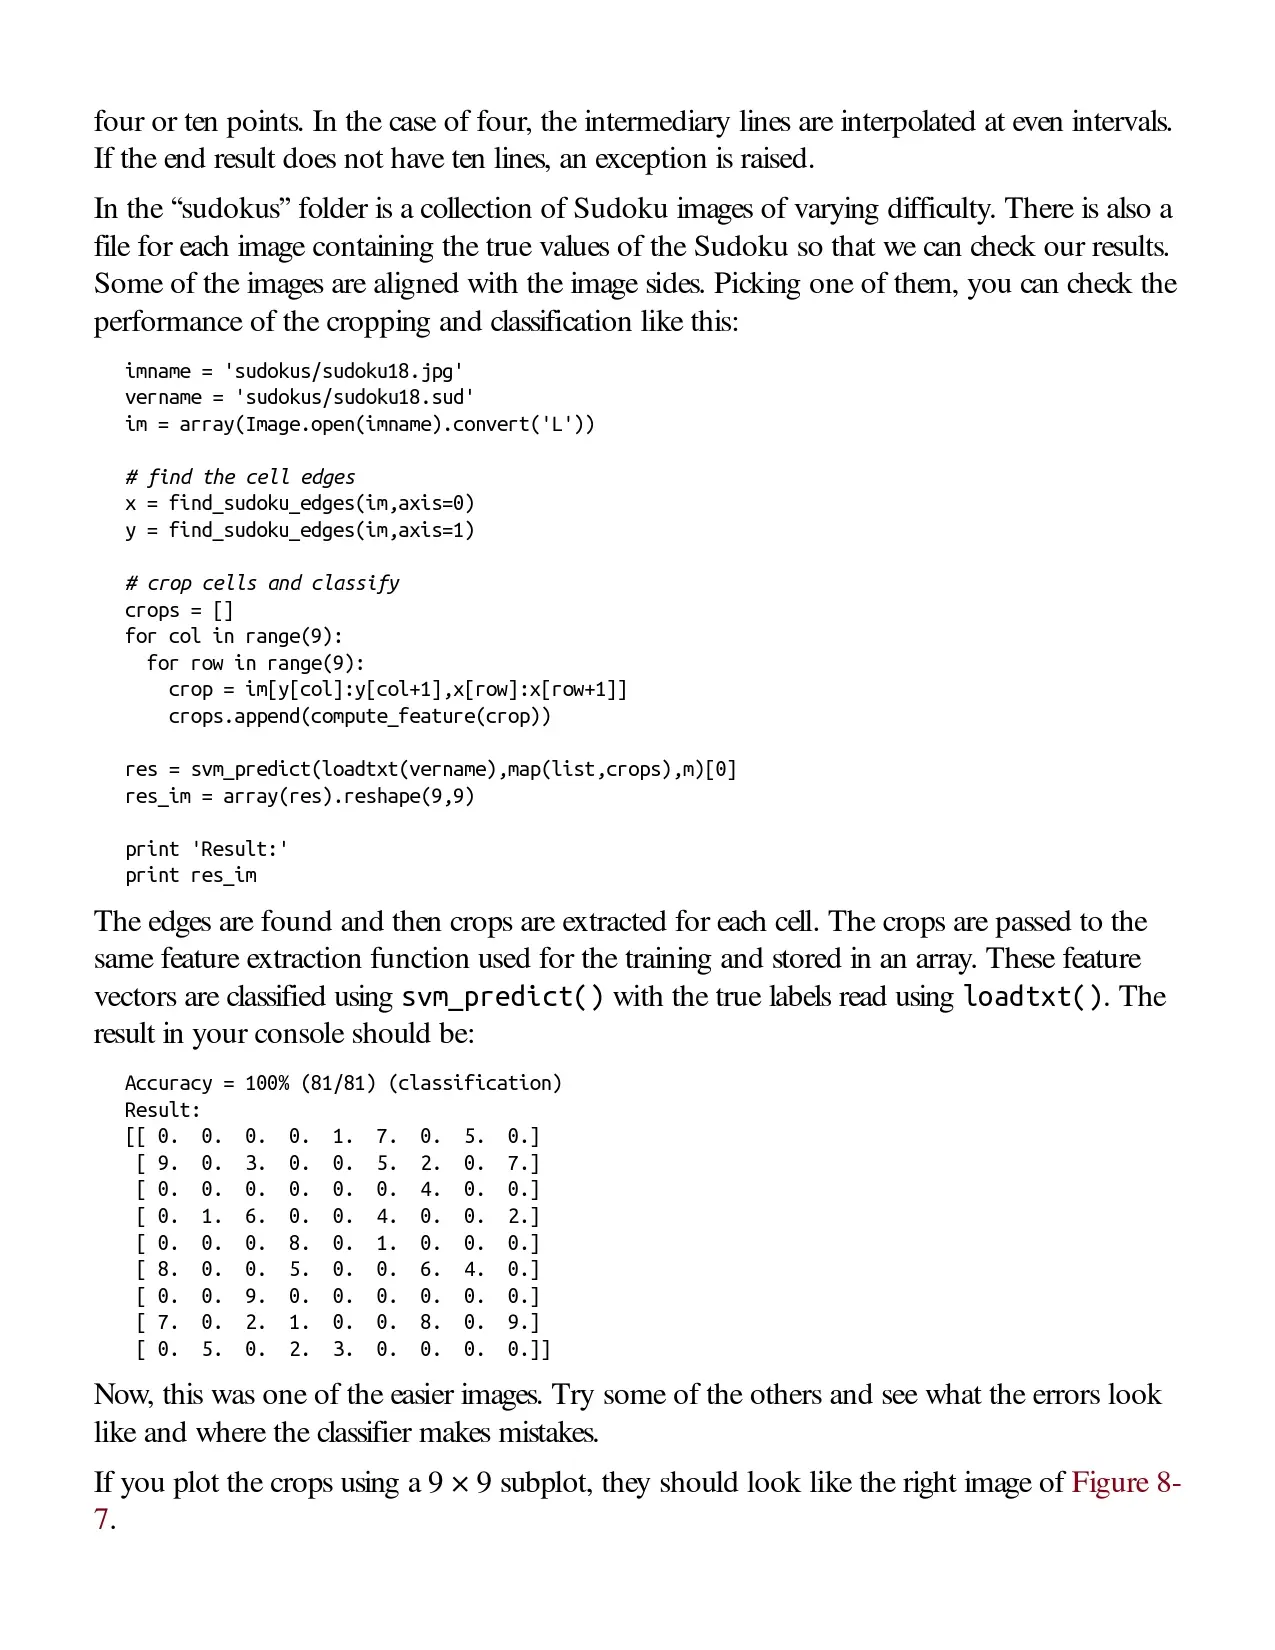 four or ten points. In the case of four, the intermediary lines are interpolated at even intervals.
If the end result does not have ten lines, an exception is raised.
In the “sudokus” folder is a collection of Sudoku images of varying difficulty. There is also a
file for each image containing the true values of the Sudoku so that we can check our results.
Some of the images are aligned with the image sides. Picking one of them, you can check the
performance of the cropping and classification like this:
imname = 'sudokus/sudoku18.jpg'
vername = 'sudokus/sudoku18.sud'
im = array(Image.open(imname).convert('L'))
# find the cell edges
x = find_sudoku_edges(im,axis=0)
y = find_sudoku_edges(im,axis=1)
# crop cells and classify
crops = []
for col in range(9):
  for row in range(9):
    crop = im[y[col]:y[col+1],x[row]:x[row+1]]
    crops.append(compute_feature(crop))
res = svm_predict(loadtxt(vername),map(list,crops),m)[0]
res_im = array(res).reshape(9,9)
print 'Result:'
print res_im
The edges are found and then crops are extracted for each cell. The crops are passed to the
same feature extraction function used for the training and stored in an array. These feature
vectors are classified using svm_predict() with the true labels read using loadtxt(). The
result in your console should be:
Accuracy = 100% (81/81) (classification)
Result:
[[ 0.  0.  0.  0.  1.  7.  0.  5.  0.]
 [ 9.  0.  3.  0.  0.  5.  2.  0.  7.]
 [ 0.  0.  0.  0.  0.  0.  4.  0.  0.]
 [ 0.  1.  6.  0.  0.  4.  0.  0.  2.]
 [ 0.  0.  0.  8.  0.  1.  0.  0.  0.]
 [ 8.  0.  0.  5.  0.  0.  6.  4.  0.]
 [ 0.  0.  9.  0.  0.  0.  0.  0.  0.]
 [ 7.  0.  2.  1.  0.  0.  8.  0.  9.]
 [ 0.  5.  0.  2.  3.  0.  0.  0.  0.]]
Now, this was one of the easier images. Try some of the others and see what the errors look
like and where the classifier makes mistakes.
If you plot the crops using a 9 × 9 subplot, they should look like the right image of Figure 8-
7.